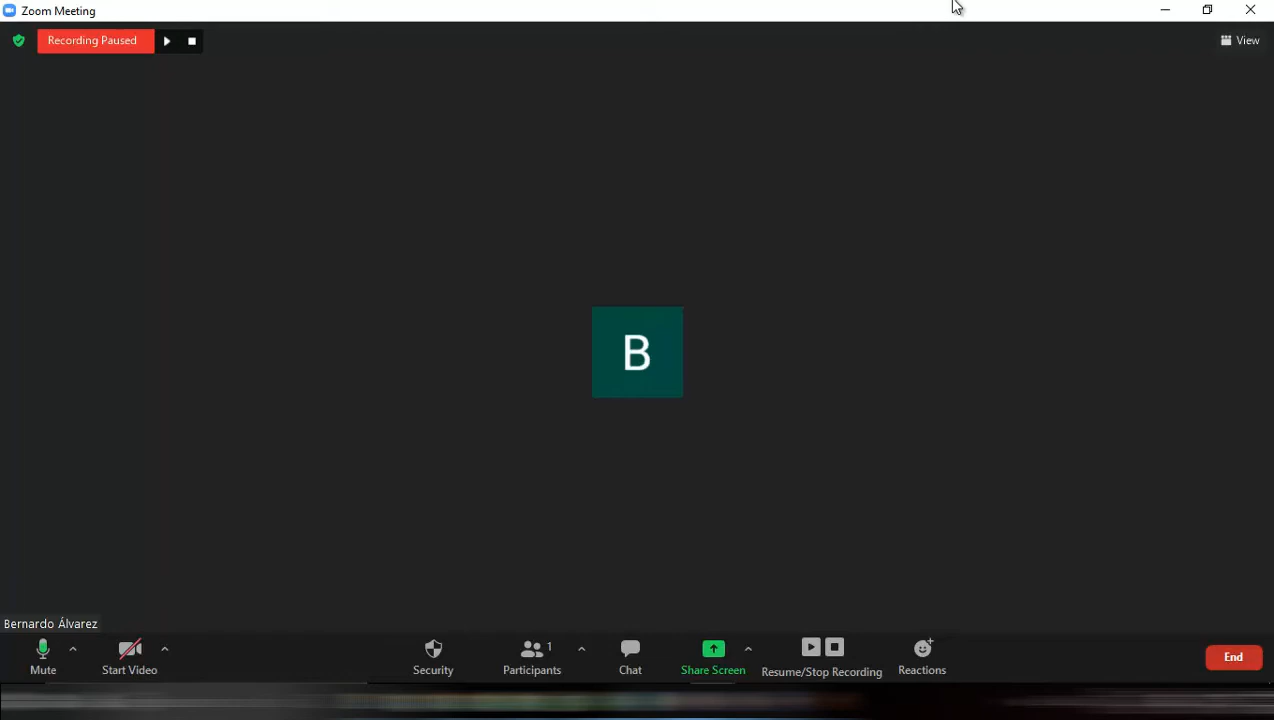 Zoom Meeting
Recording Paused
View
B
Bernardo Álvarez
Mute
Start Video
Security
Participants
1
Chat
Share Screen
Resume/Stop Recording
Reactions
End